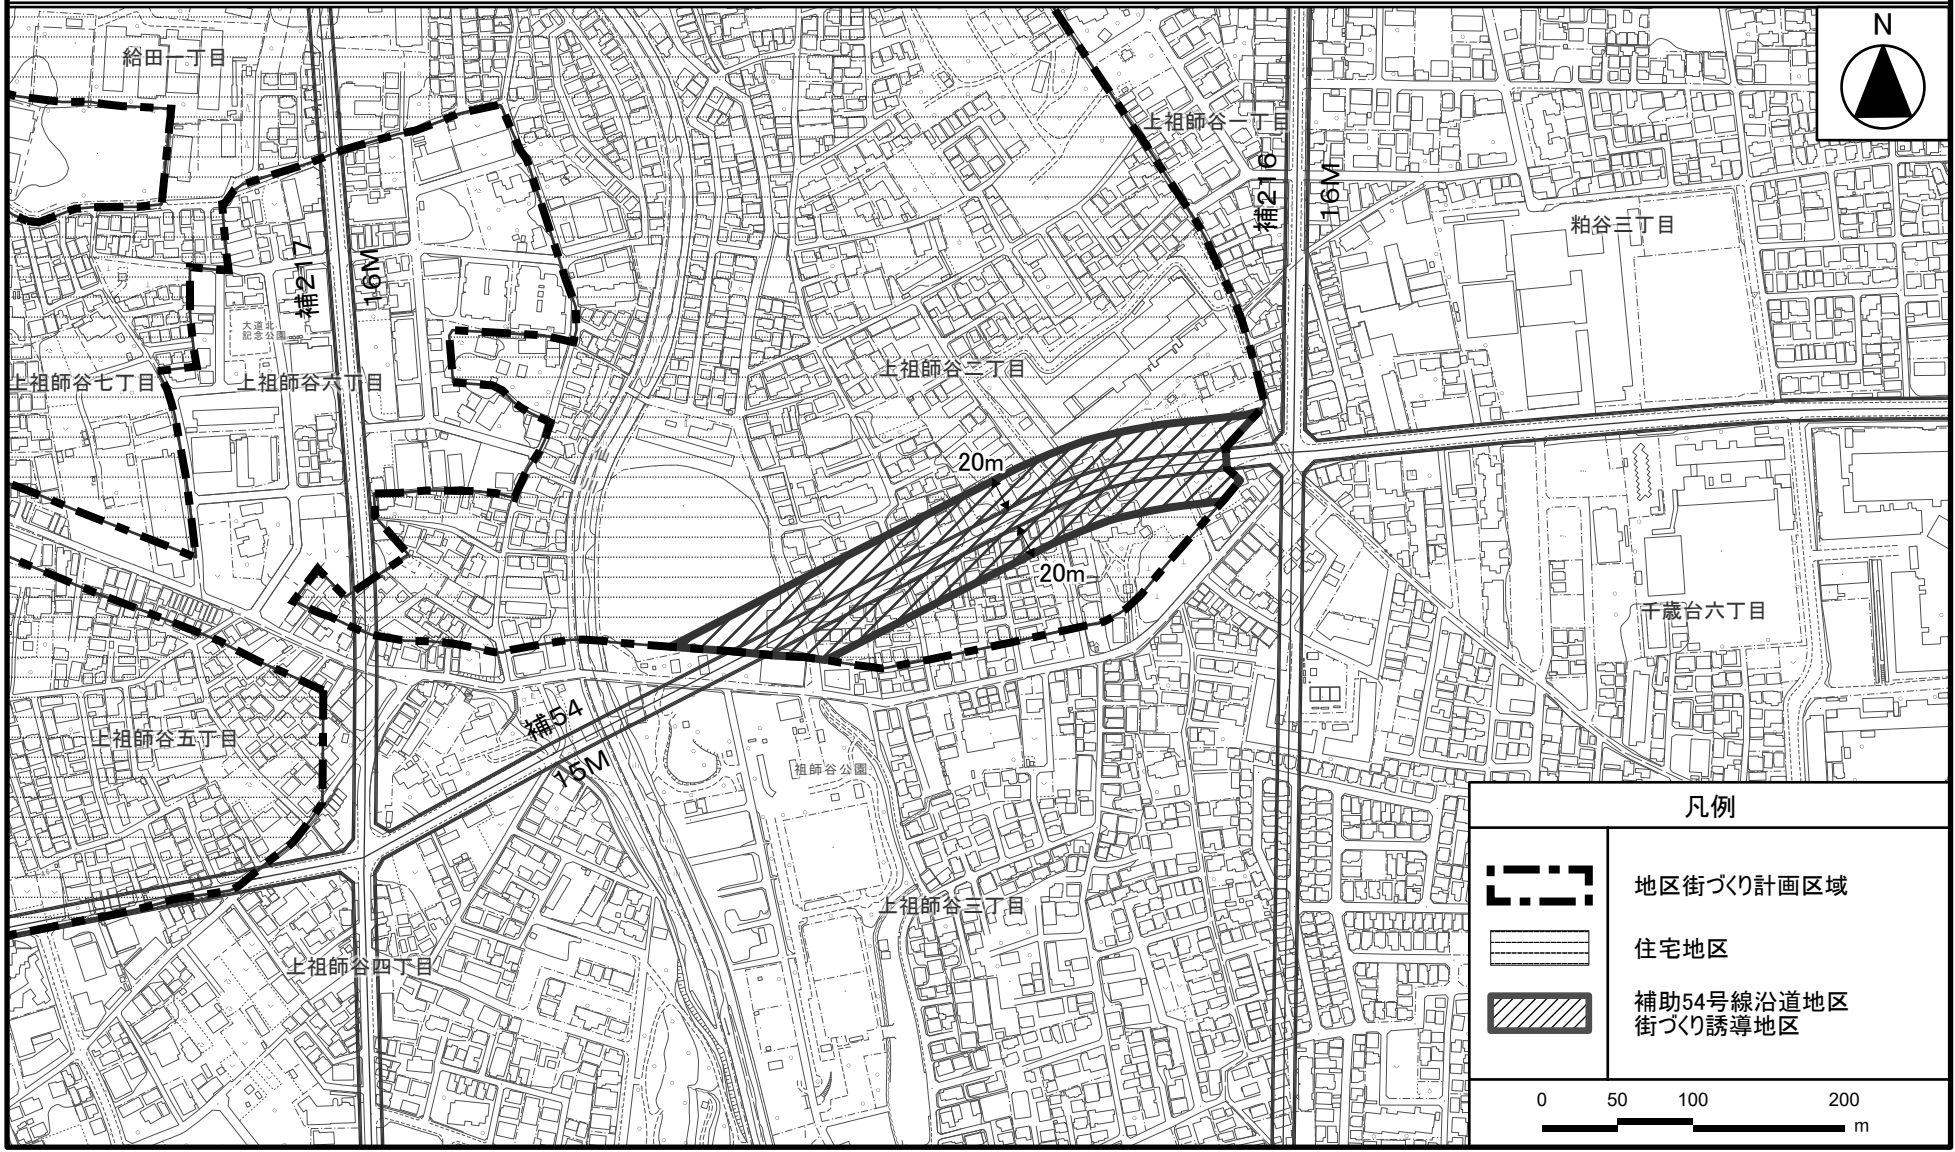 給田一丁目
N
上祖師谷一丁目
補216
16M
粕谷三丁目
補217
16M
大道北
記念公園
上祖師谷七丁目
上祖師谷六丁目
上祖師谷二丁目
仙
川
20m
20m
千歳台六丁目
上祖師谷五丁目
補54
15M
祖師谷公園
上祖師谷三丁目
上祖師谷四丁目
凡例
地区街づくり計画区域
住宅地区
補助54号線沿道地区
街づくり誘導地区
0 50 100 200
m